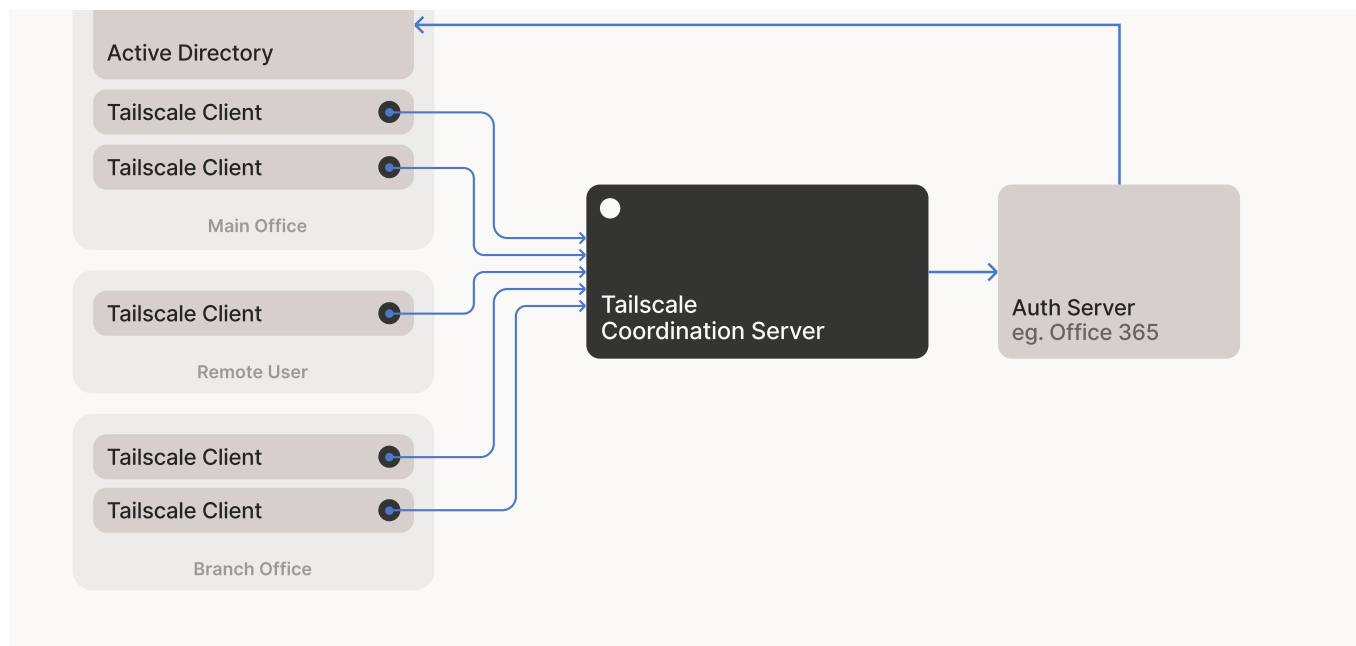 Active Directory
Tailscale Client
Tailscale Client
Main Office
Tailscale Client
Remote User
Tailscale Client
Tailscale Client
Branch Office
Tailscale
Coordination Server
Auth Server
eg. Office 365